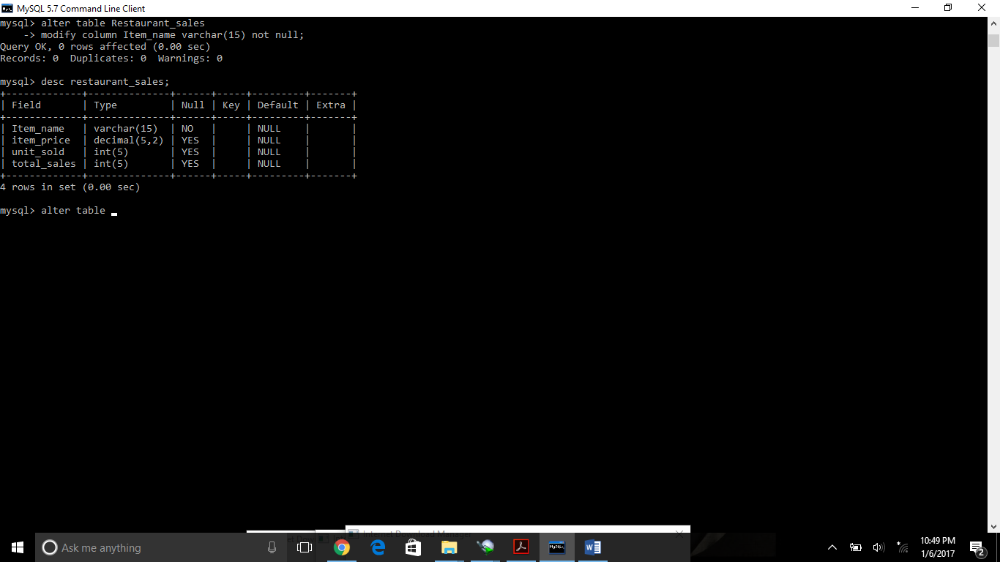 MySQL 5.7 Command Line Client
mysql> alter table Restaurant_sales
    -> modify column Item_name varchar(15) not null;
Query OK, 0 rows affected (0.00 sec)
Records: 0  Duplicates: 0  Warnings: 0
mysql> desc restaurant_sales;
+-------------+--------------+------+-----+---------+-------+
| Field       | Type         | Null | Key | Default | Extra |
+-------------+--------------+------+-----+---------+-------+
| Item_name   | varchar(15)  | NO   |     | NULL    |       |
| item_price  | decimal(5,2) | YES  |     | NULL    |       |
| unit_sold   | int(5)       | YES  |     | NULL    |       |
| total_sales | int(5)       | YES  |     | NULL    |       |
+-------------+--------------+------+-----+---------+-------+
4 rows in set (0.00 sec)
mysql> alter table _
Internet Download Manager
Ask me anything
10:49 PM
1/6/2017
2